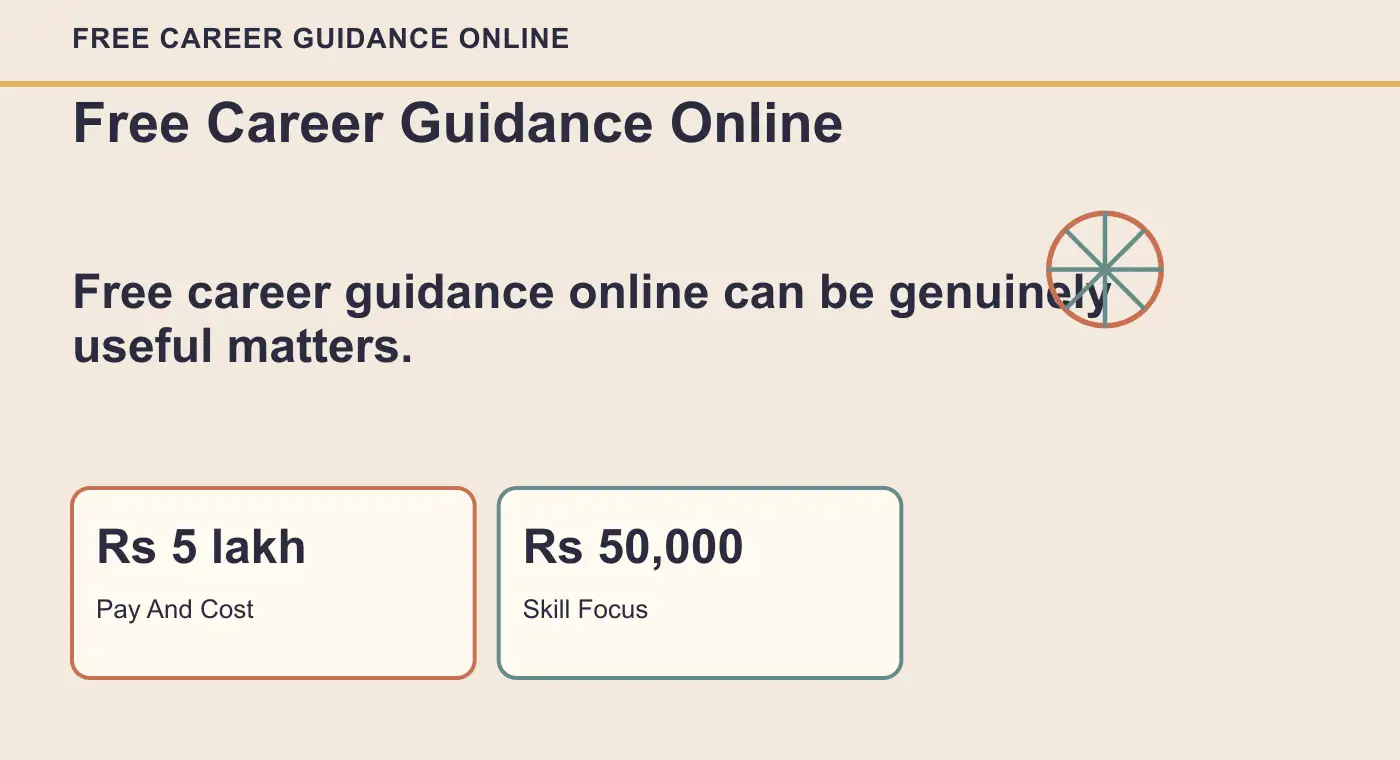 FREE CAREER GUIDANCE ONLINE
Free Career Guidance Online
Free career guidance online can be genuinely
useful matters.
Rs 5 lakh
Pay And Cost
Rs 50,000
Skill Focus